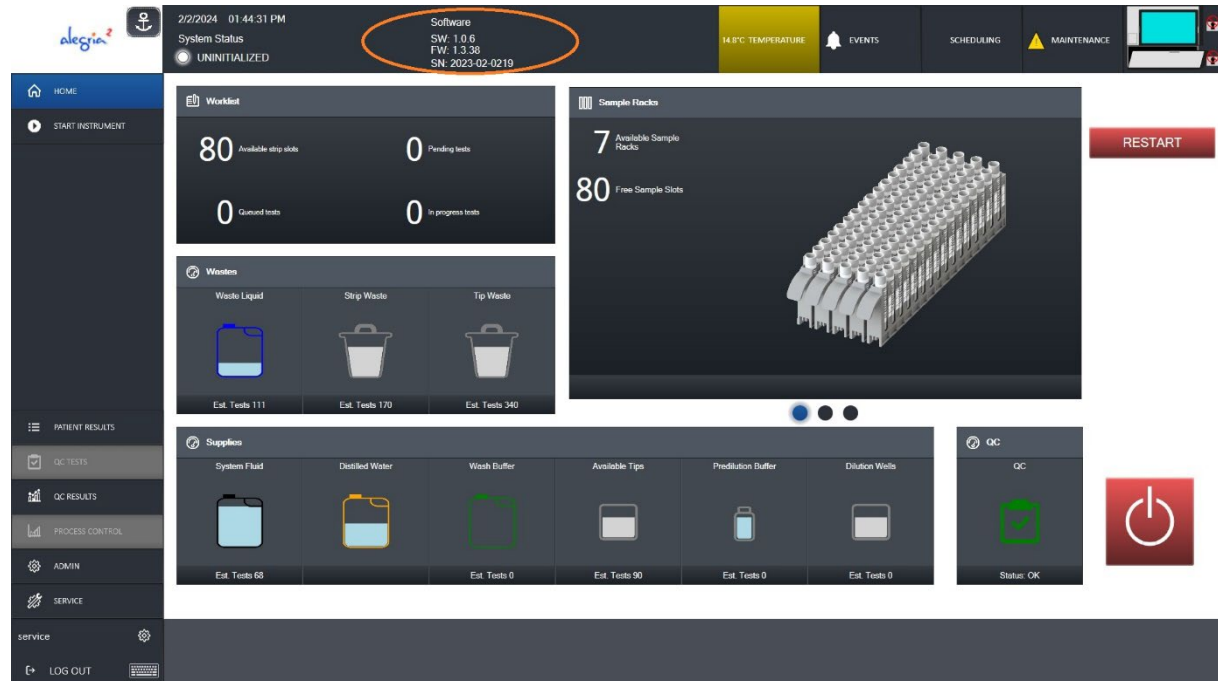 alegria²
2/2/2024 01:44:31 PM
System Status
UNINITIALIZED
Software
SW: 1.0.6
FW: 1.3.38
SN: 2023-02-0219
14.8°C TEMPERATURE
EVENTS
SCHEDULING
MAINTENANCE
HOME
START INSTRUMENT
PATIENT RESULTS
QC TESTS
QC RESULTS
PROCESS CONTROL
ADMIN
SERVICE
service
LOG OUT
Worklist
80 Available strip slots
0 Pending tests
0 Queued tests
0 In progress tests
Sample Racks
7 Available Sample
Racks
80 Free Sample Slots
RESTART
Wastes
Waste Liquid
Strip Waste
Tip Waste
Est. Tests 111
Est. Tests 170
Est. Tests 340
Supplies
System Fluid
Distilled Water
Wash Buffer
Available Tips
Predilution Buffer
Dilution Wells
Est. Tests 68
Est. Tests 0
Est. Tests 90
Est. Tests 0
Est. Tests 0
QC
QC
Status: OK